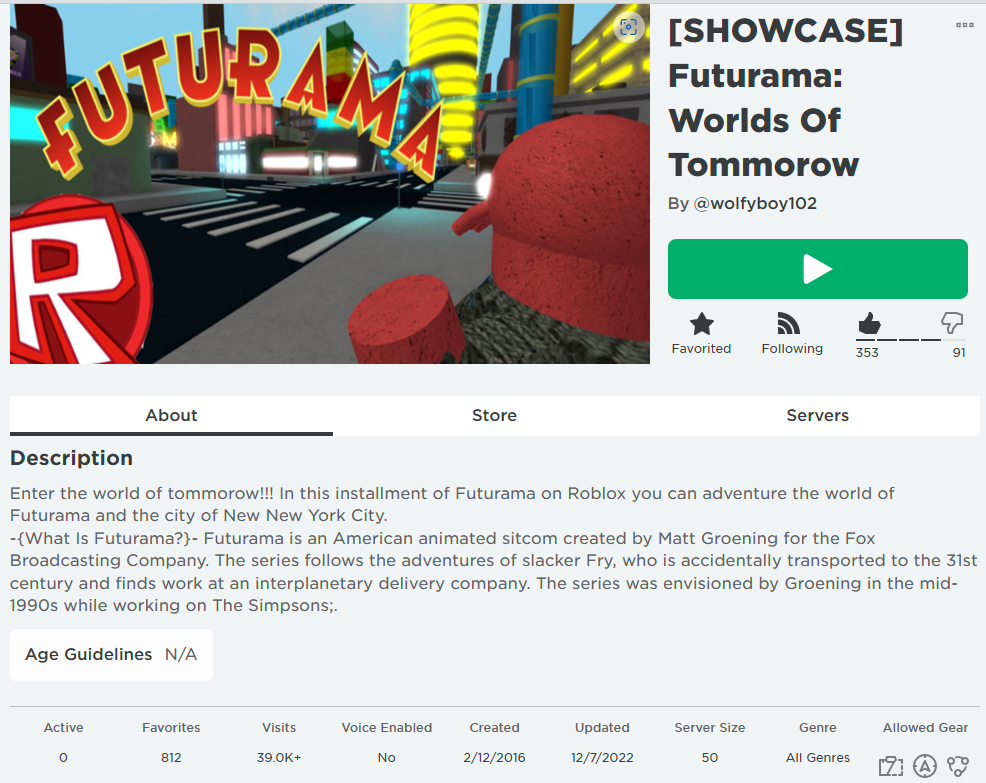 FUTURAMA
R
[SHOWCASE]
Futurama:
Worlds Of
Tommorow
By @wolfyboy102
Favorited
Following
353
91
About
Store
Servers
Description
Enter the world of tommorow!!! In this installment of Futurama on Roblox you can adventure the world of
Futurama and the city of New New York City.
-{What Is Futurama?}- Futurama is an American animated sitcom created by Matt Groening for the Fox
Broadcasting Company. The series follows the adventures of slacker Fry, who is accidentally transported to the 31st
century and finds work at an interplanetary delivery company. The series was envisioned by Groening in the mid-
1990s while working on The Simpsons;.
Age Guidelines N/A
Active Favorites Visits Voice Enabled Created Updated Server Size Genre Allowed Gear
0 812 39.0K+ No 2/12/2016 12/7/2022 50 All Genres